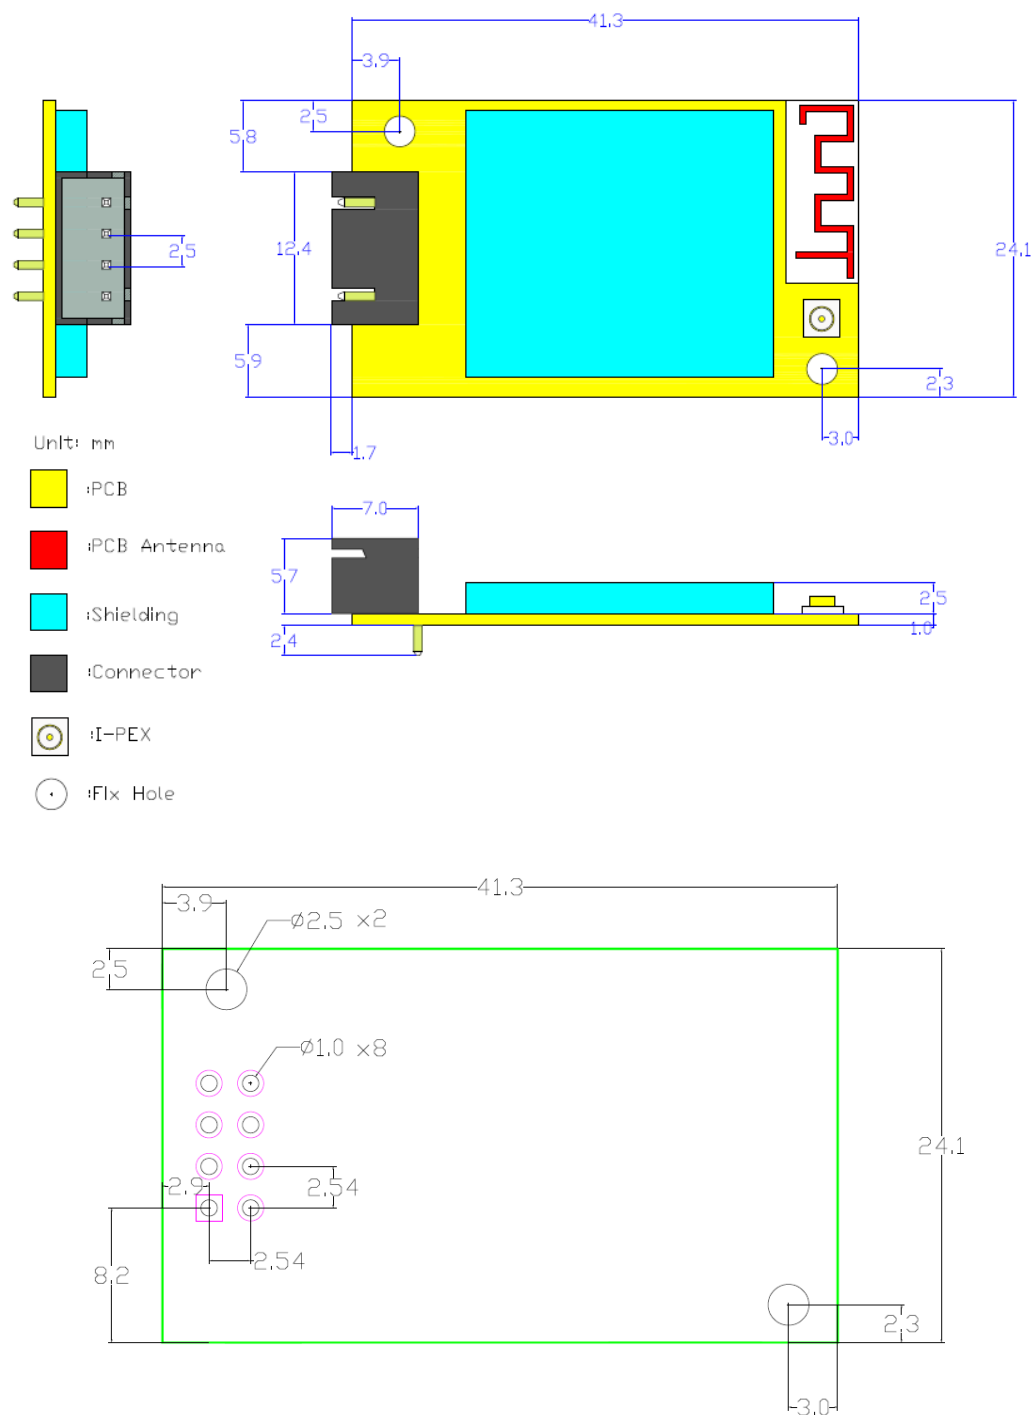 41.3
3.9
2.5
5.8
12.4
2.5
24.1
5.9
2.3
3.0
1.7
Unit: mm
:PCB
7.0
:PCB Antenna
5.7
2.5
:Shielding
1.0
2.4
:Connector
:I-PEX
:Fix Hole
41.3
3.9
Ø2.5 ×2
2.5
Ø1.0 ×8
24.1
2.9
2.54
2.54
8.2
2.3
3.0